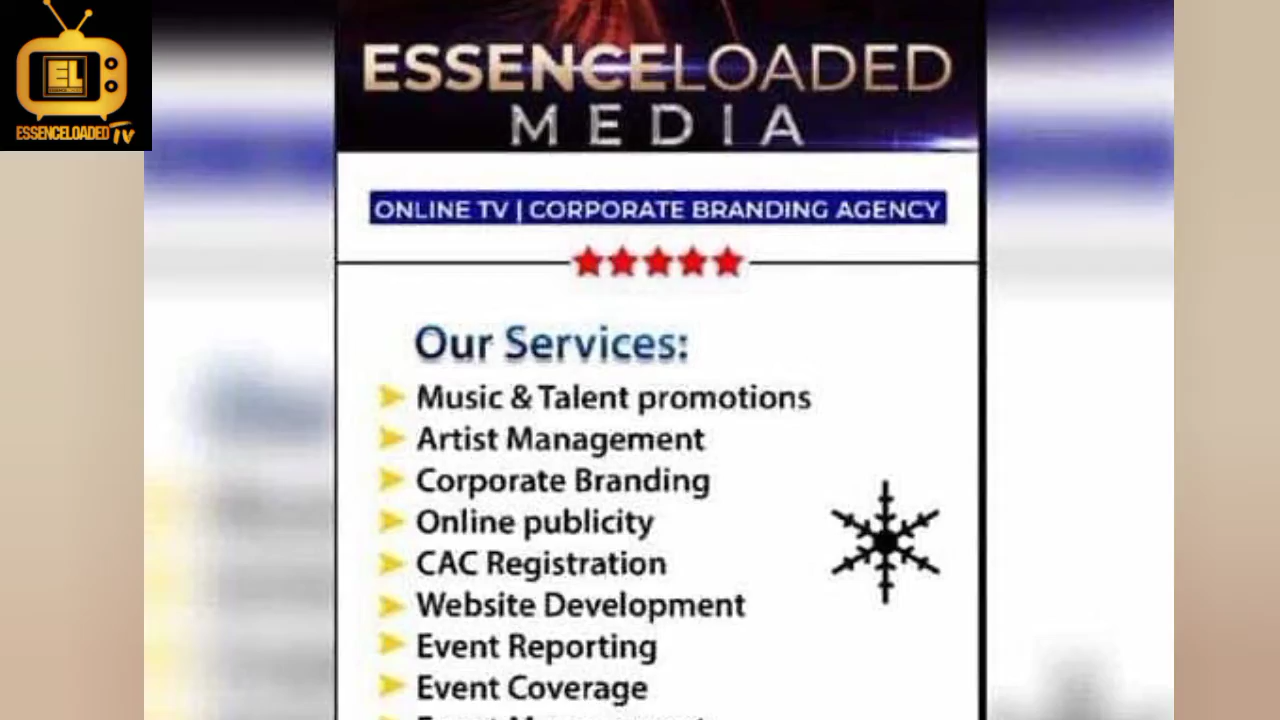 EL
ESSENCELOADED TV
ESSENCELOADED
MEDIA
ONLINE TV | CORPORATE BRANDING AGENCY
Our Services:
Music & Talent promotions
Artist Management
Corporate Branding
Online publicity
CAC Registration
Website Development
Event Reporting
Event Coverage